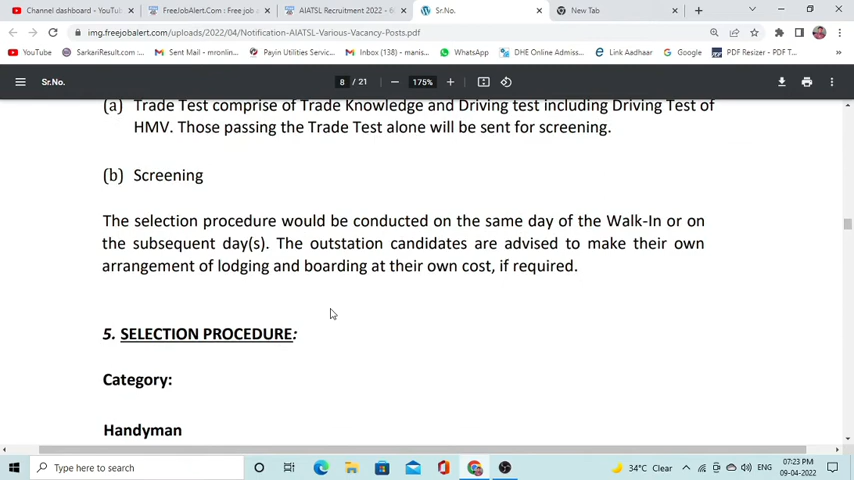 Channel dashboard - YouTub
FreeJobAlert.Com : Free job a
AIATSL Recruitment 2022 - 6
Sr.No.
New Tab
img.freejobalert.com/uploads/2022/04/Notification-AIATSL-Various-Vacancy-Posts.pdf
YouTube
SarkariResult.com :...
Sent Mail - mronlin...
Payin Utilities Servic...
Inbox (138) - manis...
WhatsApp
DHE Online Admiss...
Link Aadhaar
Google
PDF Resizer - PDF T...
PDF Merge
Sr.No.
8 / 21
175%
(a) Trade Test comprise of Trade Knowledge and Driving test including Driving Test of
HMV. Those passing the Trade Test alone will be sent for screening.
(b) Screening
The selection procedure would be conducted on the same day of the Walk-In or on
the subsequent day(s). The outstation candidates are advised to make their own
arrangement of lodging and boarding at their own cost, if required.
5. SELECTION PROCEDURE:
Category:
Handyman
Type here to search
34°C Clear
ENG
07:23 PM
09-04-2022